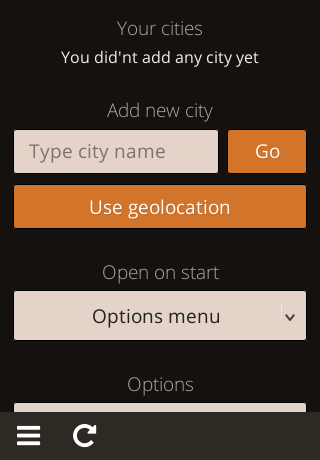 Your cities
You did'nt add any city yet
Add new city
Type city name
Go
Use geolocation
Open on start
Options menu
Options